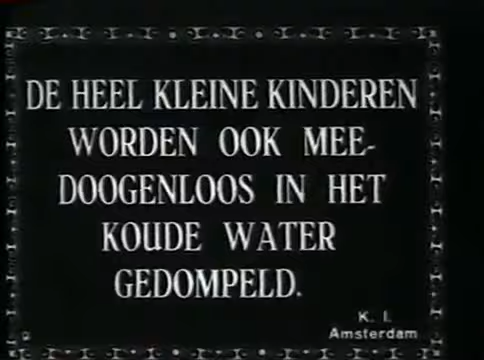 DE HEEL KLEINE KINDEREN
WORDEN OOK MEE-
DOOGENLOOS IN HET
KOUDE WATER
GEDOMPELD.
K. I.
Amsterdam